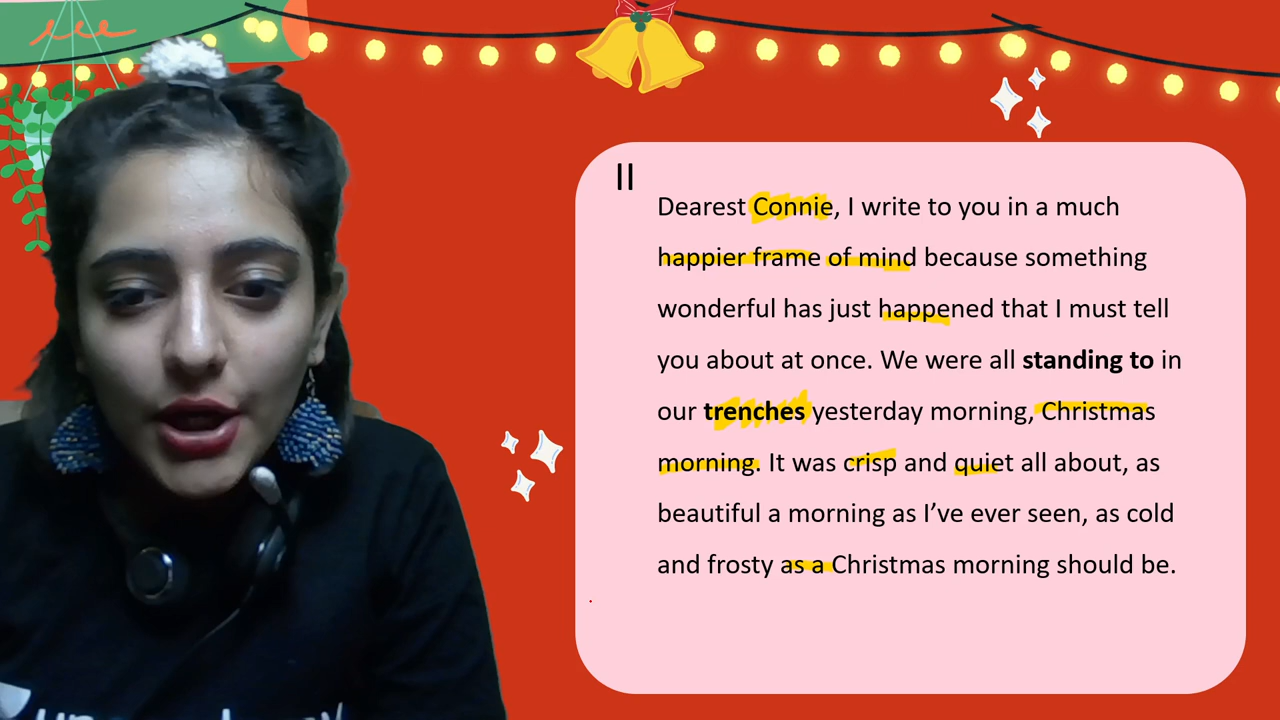 II
Dearest Connie, I write to you in a much
happier frame of mind because something
wonderful has just happened that I must tell
you about at once. We were all standing to in
our trenches yesterday morning, Christmas
morning. It was crisp and quiet all about, as
beautiful a morning as I’ve ever seen, as cold
and frosty as a Christmas morning should be.